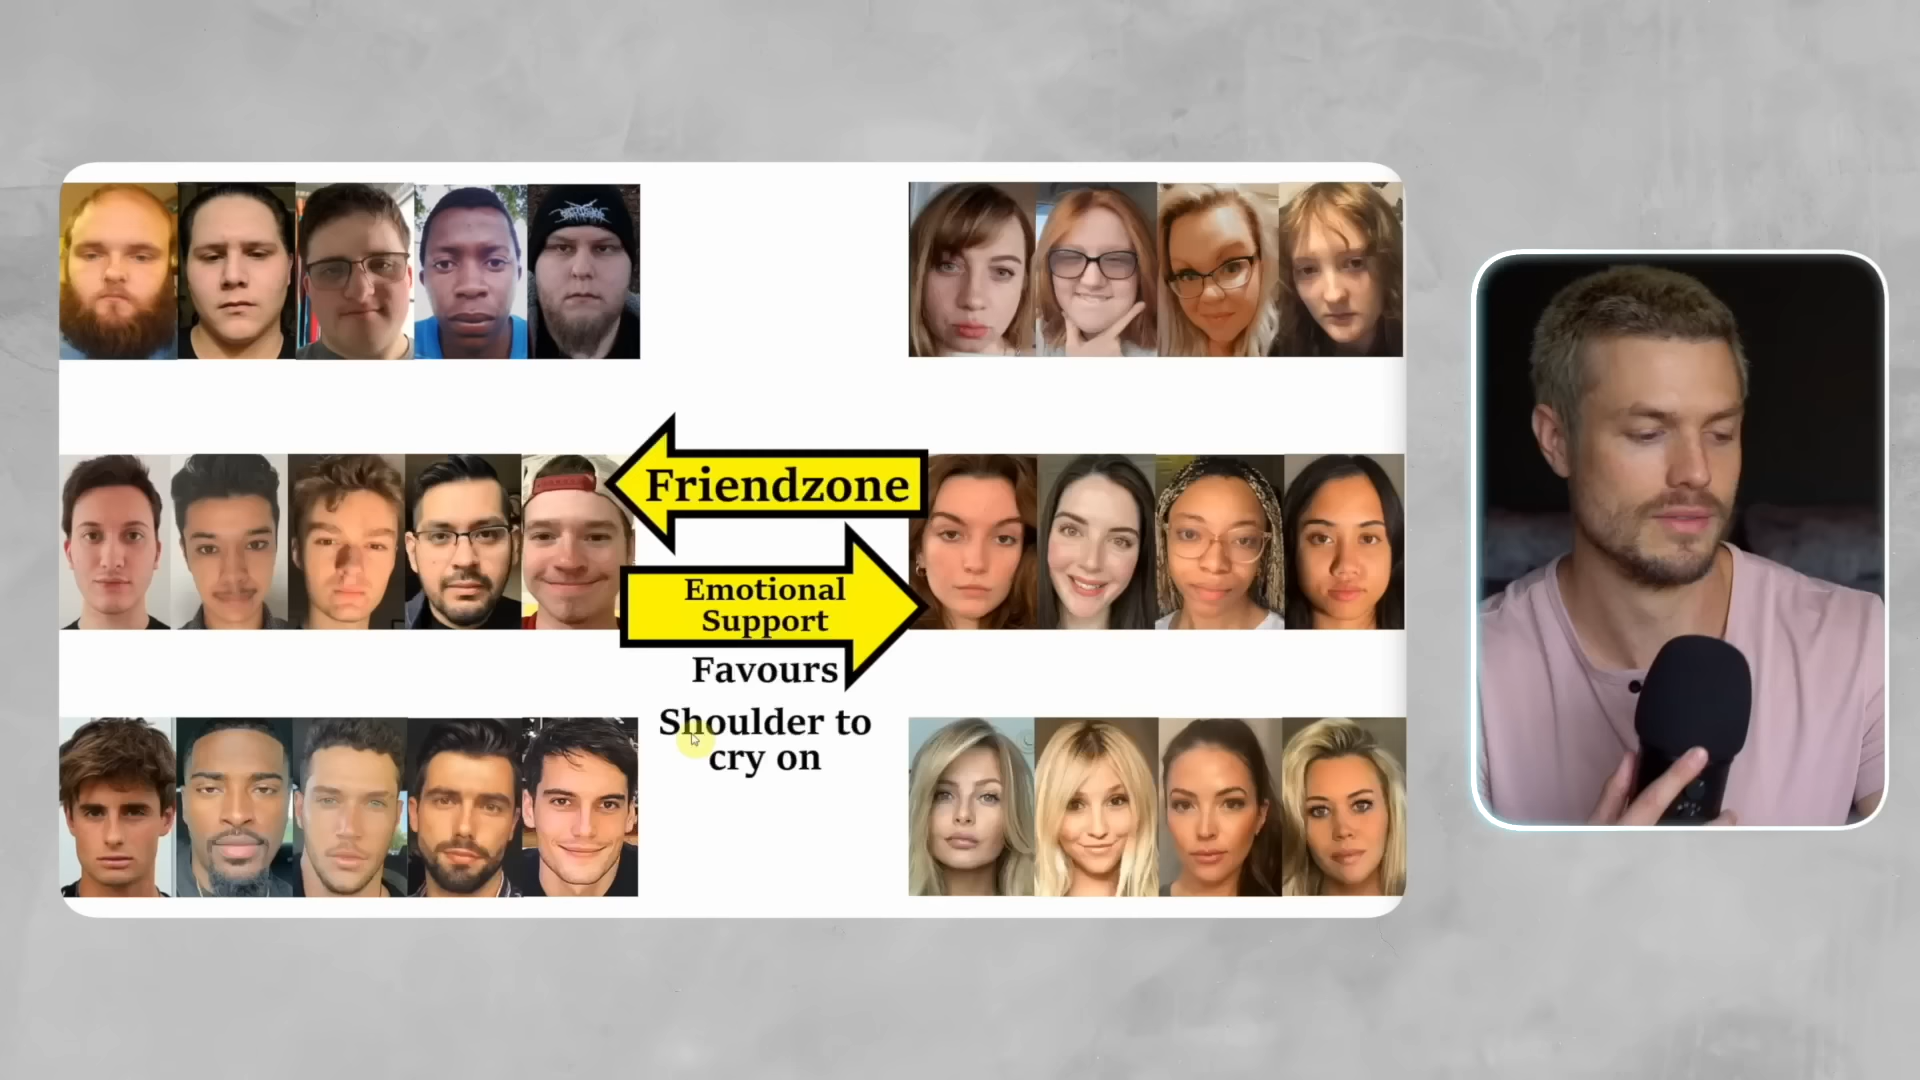 Friendzone
Emotional
Support
Favours
Shoulder to
cry on